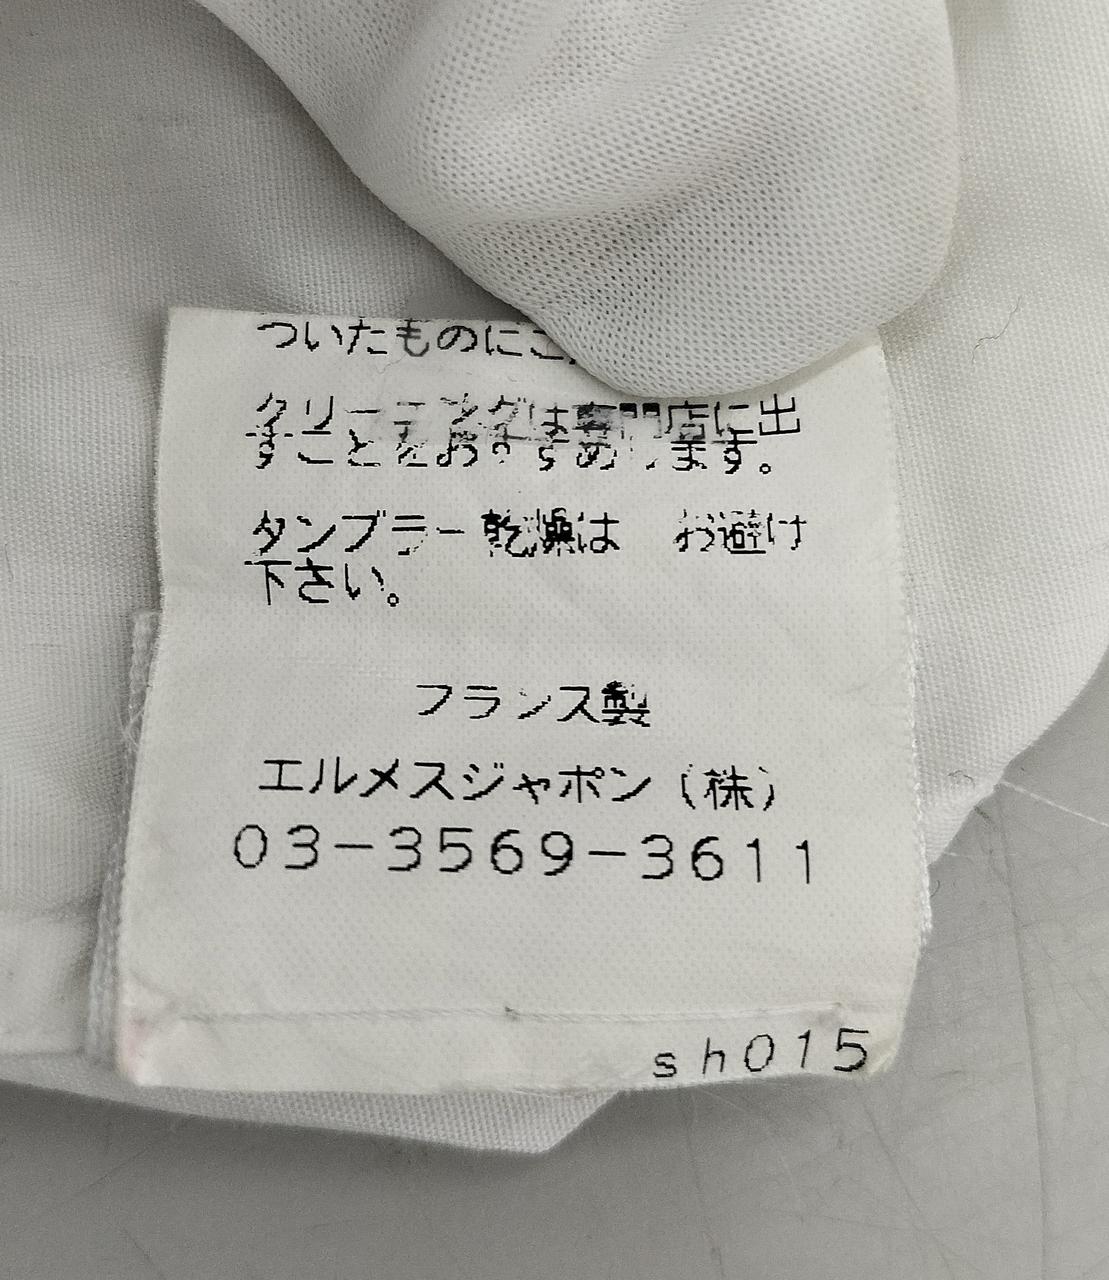 ついたものにご
クリーニングは専門店に出
すことをおすすめします。
タンブラー乾燥は お避け
下さい。
フランス製
エルメスジャポン(株)
03-3569-3611
sh015